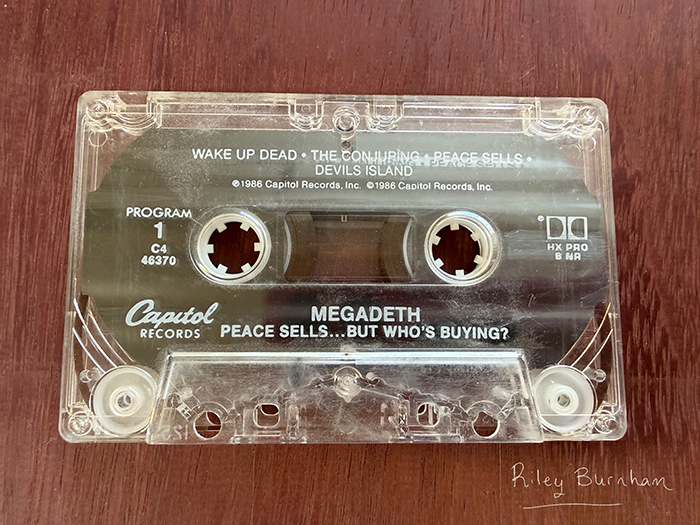 WAKE UP DEAD • THE CONJURING • PEACE SELLS •
DEVILS ISLAND
℗1986 Capitol Records, Inc. ©1986 Capitol Records, Inc.
PROGRAM
1
C4
46370
HX PRO
B NR
Capitol
RECORDS
MEGADETH
PEACE SELLS...BUT WHO'S BUYING?
Riley Burnham